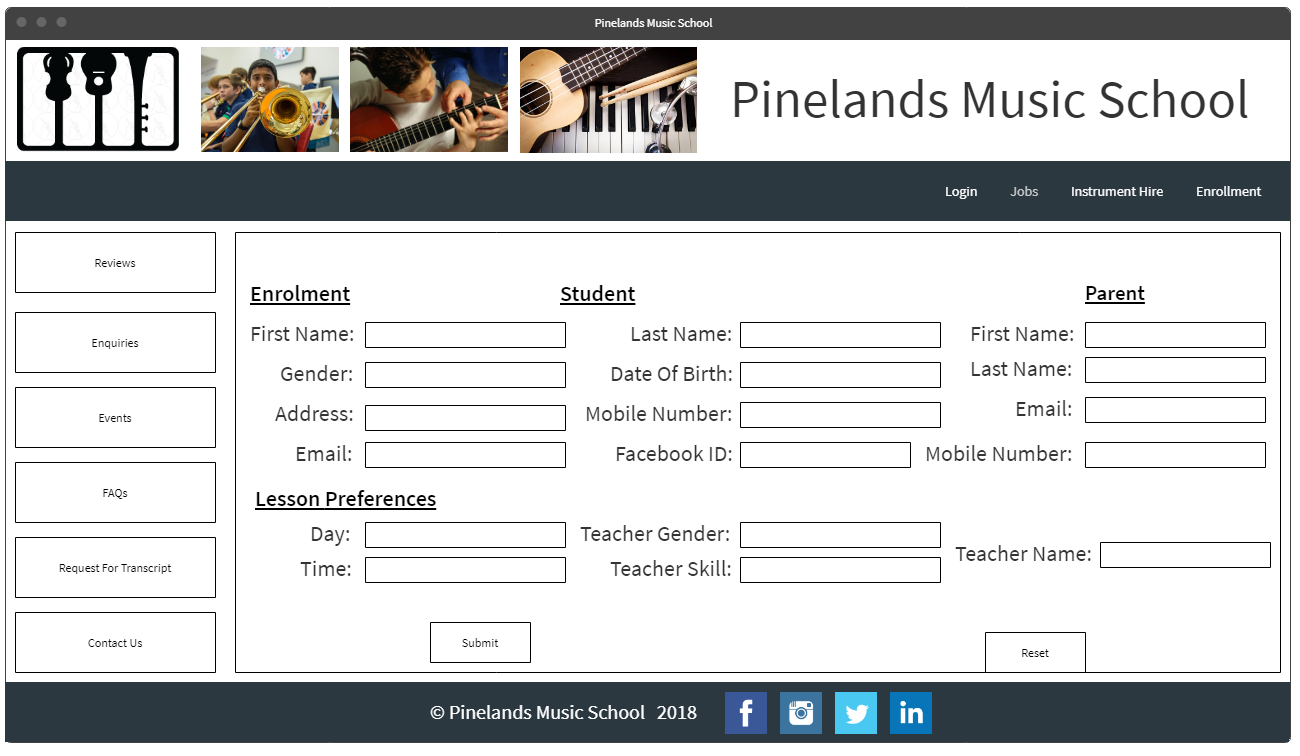 Pinelands Music School
Pinelands Music School
Login Jobs Instrument Hire Enrollment
Reviews
Enquiries
Events
FAQs
Request For Transcript
Contact Us
Enrolment Student Parent
First Name: Last Name: First Name:
Gender: Date Of Birth: Last Name:
Address: Mobile Number: Email:
Email: Facebook ID: Mobile Number:
Lesson Preferences
Day: Teacher Gender:
Teacher Name:
Time: Teacher Skill:
Submit
Reset
© Pinelands Music School 2018
f
in